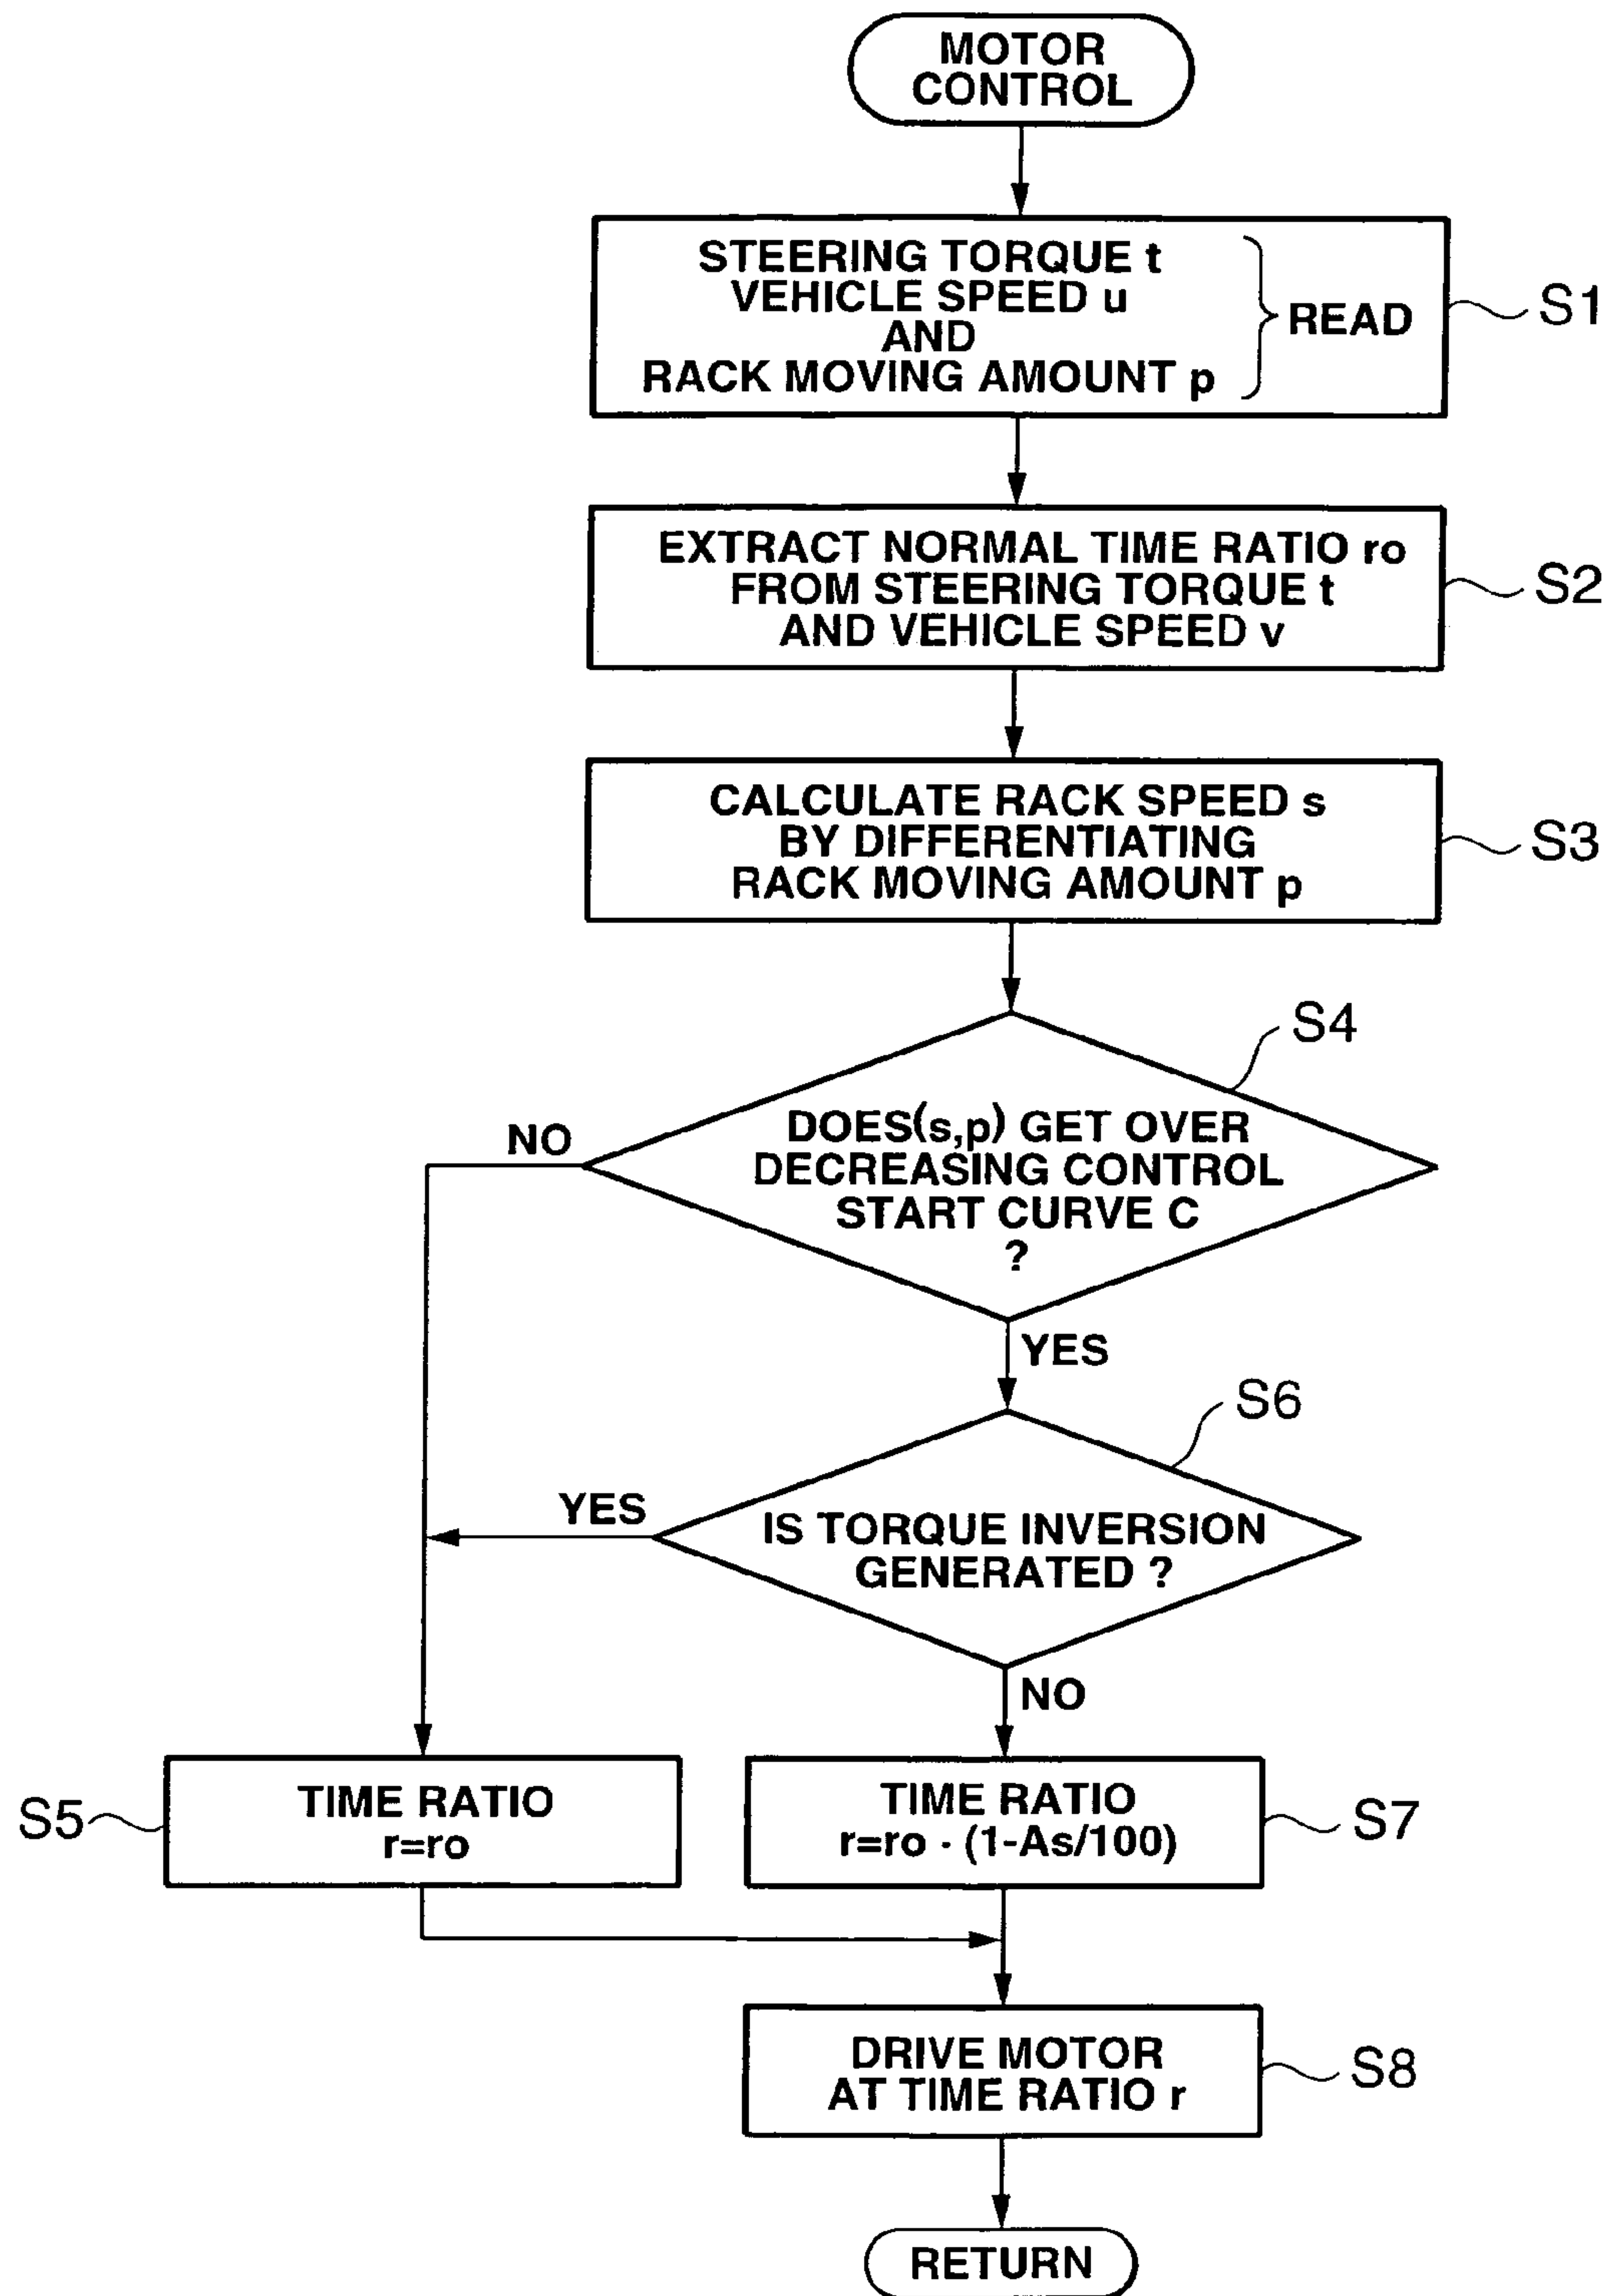 MOTOR
CONTROL
STEERING TORQUE t
VEHICLE SPEED u
AND
RACK MOVING AMOUNT p
READ
S1
EXTRACT NORMAL TIME RATIO ro
FROM STEERING TORQUE t
AND VEHICLE SPEED v
S2
CALCULATE RACK SPEED s
BY DIFFERENTIATING
RACK MOVING AMOUNT p
S3
S4
DOES(s,p) GET OVER
DECREASING CONTROL
START CURVE C
?
NO
YES
S6
IS TORQUE INVERSION
GENERATED ?
YES
NO
S5
TIME RATIO
r=ro
TIME RATIO
r=ro · (1-As/100)
S7
DRIVE MOTOR
AT TIME RATIO r
S8
RETURN